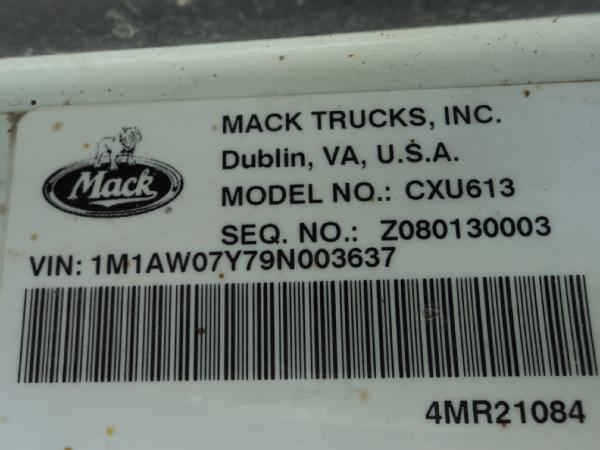 MACK TRUCKS, INC.
Dublin, VA, U.S.A.
Mack
MODEL NO.: CXU613
SEQ. NO.: Z080130003
VIN: 1M1AW07Y79N003637
4MR21084